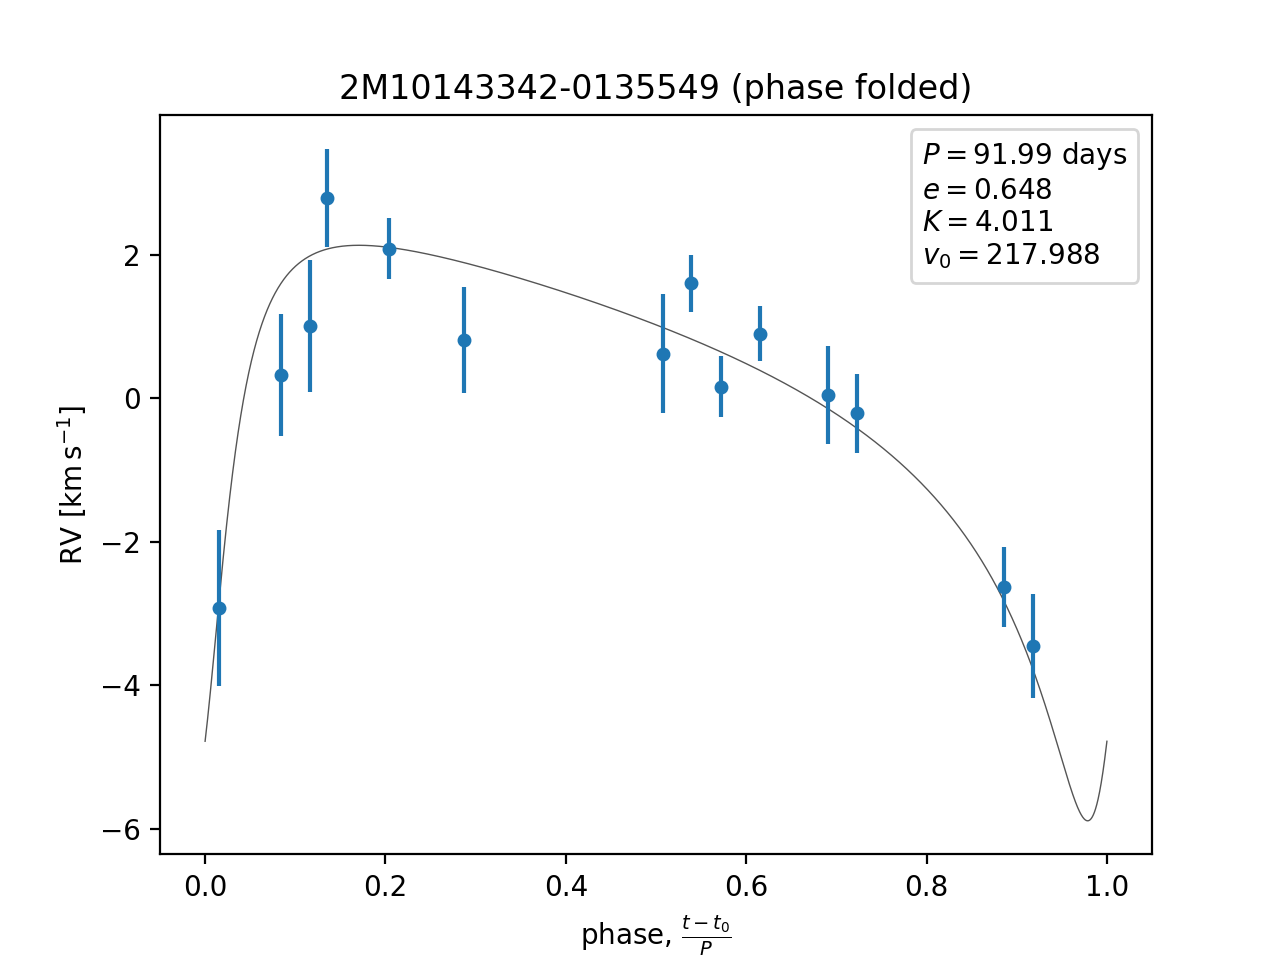 2M10143342-0135549 (phase folded)
P = 91.99 days
e = 0.648
K = 4.011
v₀ = 217.988
RV [km s⁻¹]
2
0
−2
−4
−6
0.0 0.2 0.4 0.6 0.8 1.0
phase, (t − t₀)/P